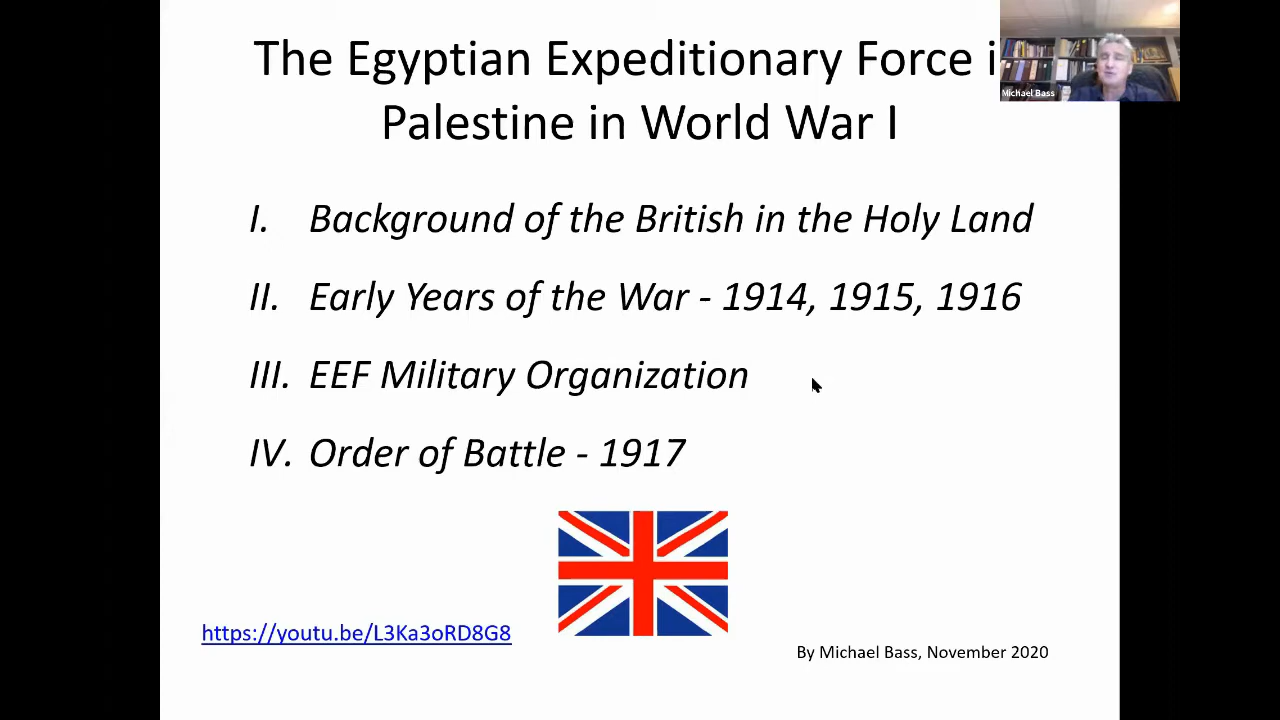 The Egyptian Expeditionary Force i
Palestine in World War I
Michael Bass
I. Background of the British in the Holy Land
II. Early Years of the War - 1914, 1915, 1916
III. EEF Military Organization
IV. Order of Battle - 1917
https://youtu.be/L3Ka3oRD8G8
By Michael Bass, November 2020